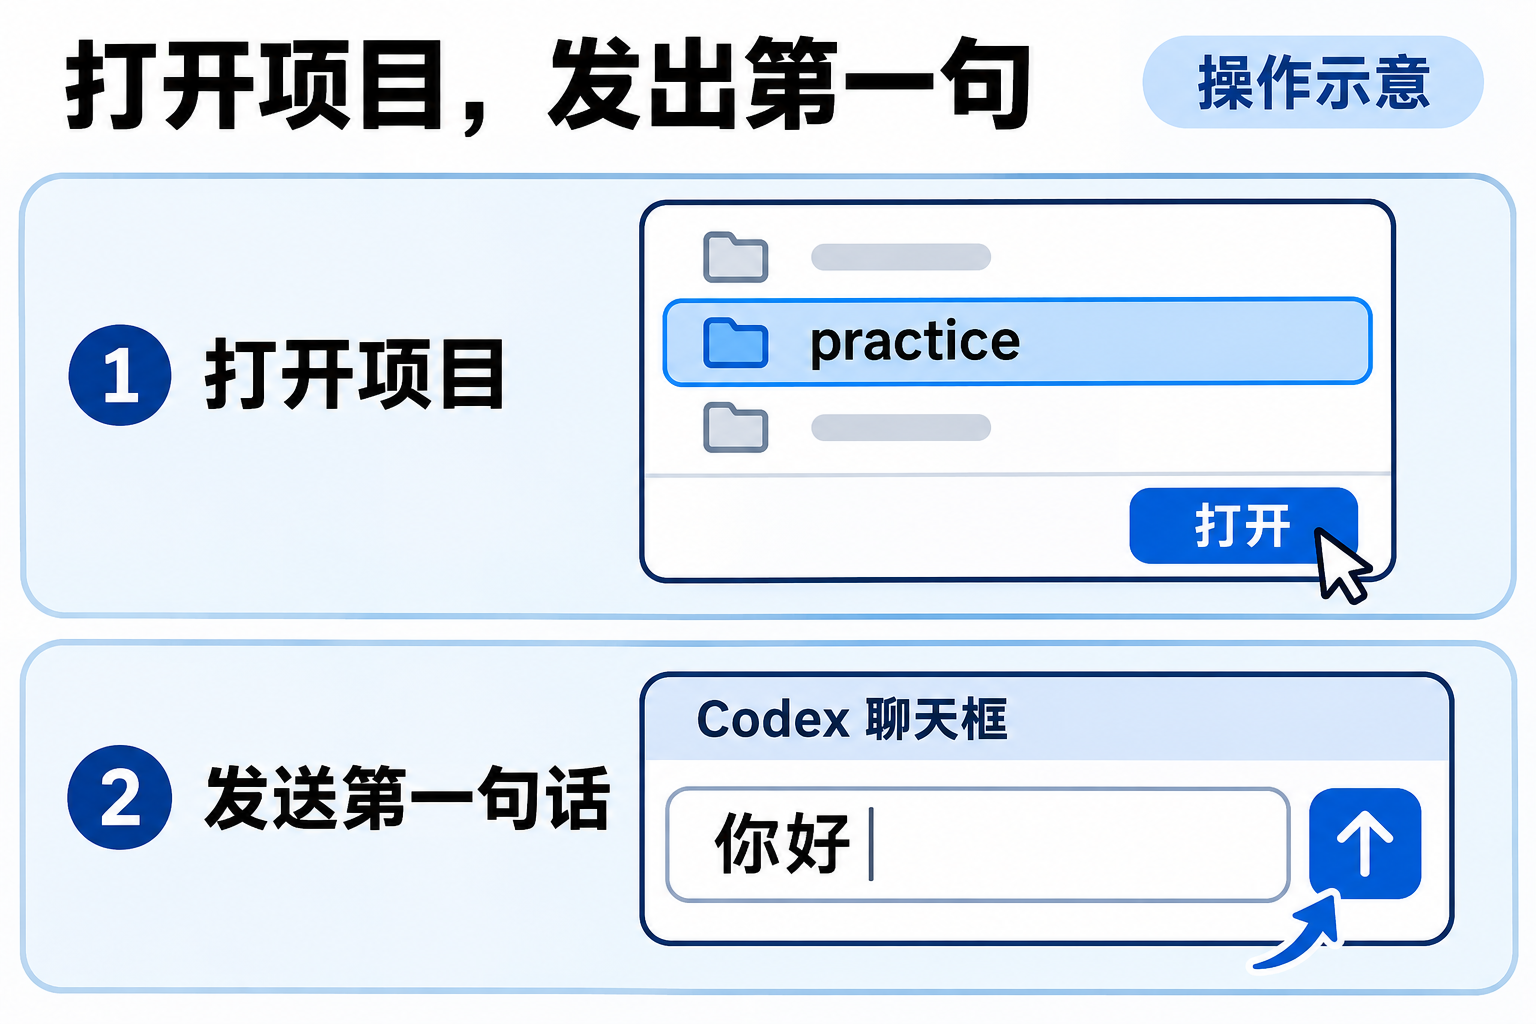 打开项目，发出第一句
操作示意
1 打开项目
practice
打开
2 发送第一句话
Codex 聊天框
你好